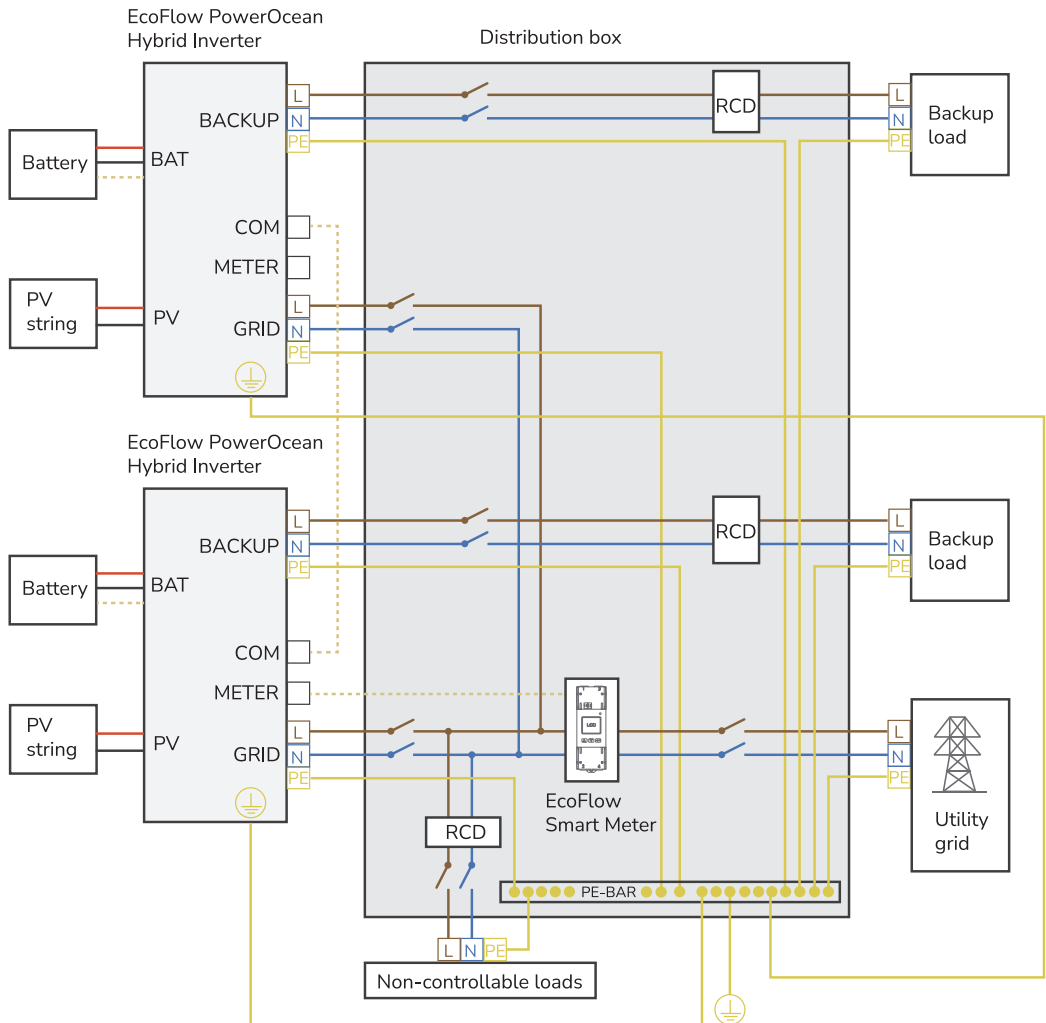 EcoFlow PowerOcean
Hybrid Inverter
Distribution box
L
N
PE
BACKUP
RCD
L
N
PE
Backup
load
Battery
BAT
COM
METER
PV
string
PV
L
N
PE
GRID
EcoFlow PowerOcean
Hybrid Inverter
L
N
PE
BACKUP
RCD
L
N
PE
Backup
load
Battery
BAT
COM
METER
PV
string
PV
L
N
PE
GRID
L
N
PE
Utility
grid
EcoFlow
Smart Meter
RCD
PE-BAR
L
N
PE
Non-controllable loads